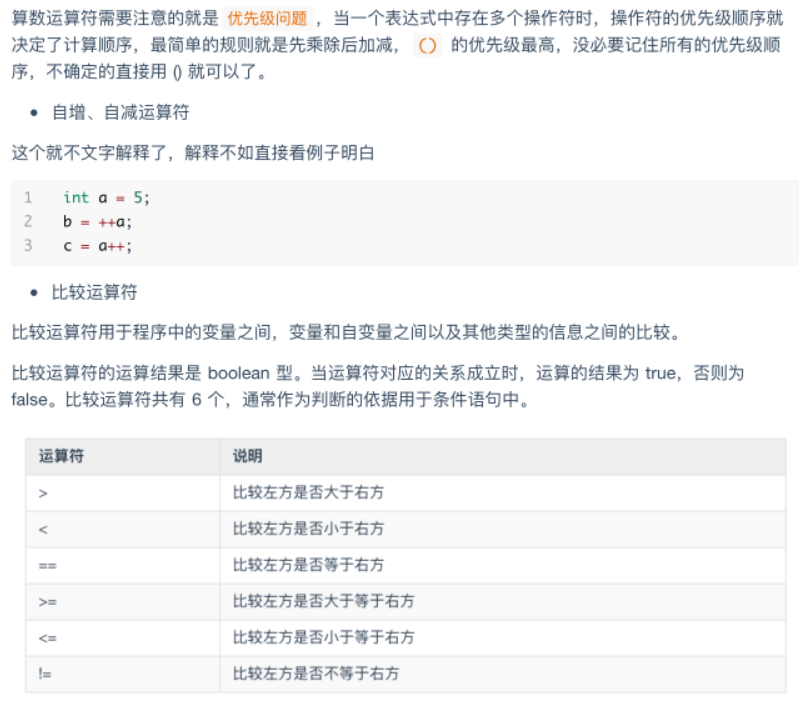 算数运算符需要注意的就是 优先级问题 ，当一个表达式中存在多个操作符时，操作符的优先级顺序就
决定了计算顺序，最简单的规则就是先乘除后加减， () 的优先级最高，没必要记住所有的优先级顺
序，不确定的直接用 () 就可以了。
• 自增、自减运算符
这个就不文字解释了，解释不如直接看例子明白
1 int a = 5;
2 b = ++a;
3 c = a++;
• 比较运算符
比较运算符用于程序中的变量之间，变量和自变量之间以及其他类型的信息之间的比较。
比较运算符的运算结果是 boolean 型。当运算符对应的关系成立时，运算的结果为 true，否则为
false。比较运算符共有 6 个，通常作为判断的依据用于条件语句中。
运算符 说明
> 比较左方是否大于右方
< 比较左方是否小于右方
== 比较左方是否等于右方
>= 比较左方是否大于等于右方
<= 比较左方是否小于等于右方
!= 比较左方是否不等于右方